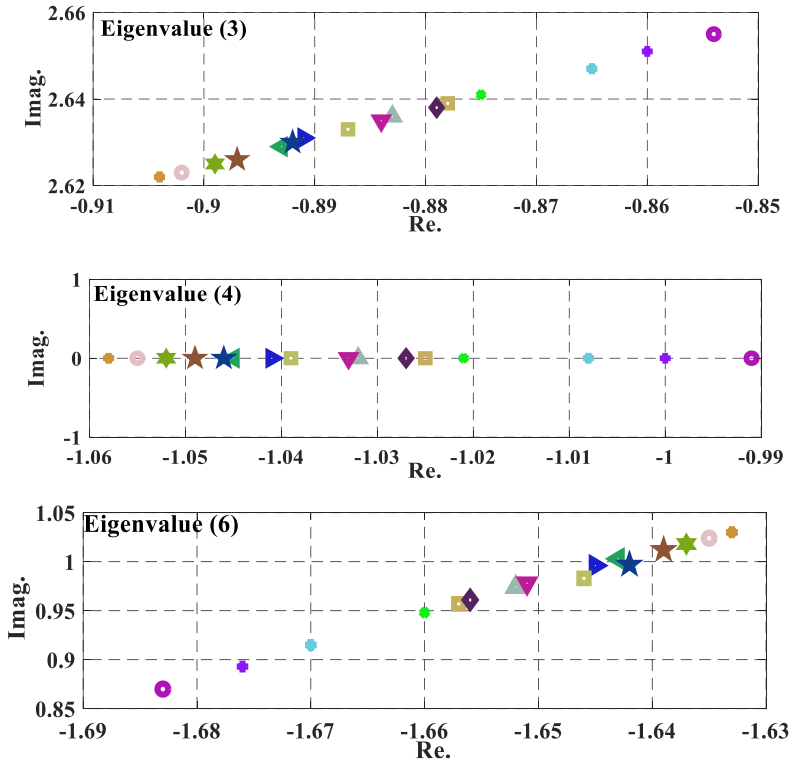 2.66
Eigenvalue (3)
Imag.
2.64
2.62
-0.91 -0.9 -0.89 -0.88 -0.87 -0.86 -0.85
Re.
1
Eigenvalue (4)
Imag.
0
-1
-1.06 -1.05 -1.04 -1.03 -1.02 -1.01 -1 -0.99
Re.
1.05
Eigenvalue (6)
Imag.
1
0.95
0.9
0.85
-1.69 -1.68 -1.67 -1.66 -1.65 -1.64 -1.63
Re.